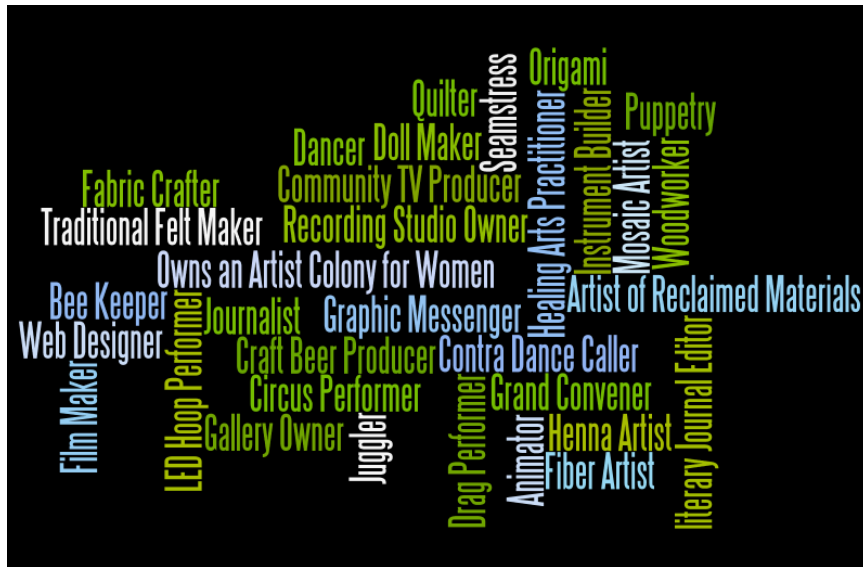 Origami
Seamstress
Quilter
Puppetry
Healing Arts Practitioner
Instrument Builder
Dancer
Doll Maker
Mosaic Artist
Woodworker
Fabric Crafter
Community TV Producer
Traditional Felt Maker
Recording Studio Owner
Owns an Artist Colony for Women
Bee Keeper
Artist of Reclaimed Materials
LED Hoop Performer
Journalist
Graphic Messenger
Web Designer
Craft Beer Producer
Contra Dance Caller
literary Journal Editor
Film Maker
Circus Performer
Grand Convener
Gallery Owner
Juggler
Drag Performer
Animator
Henna Artist
Fiber Artist